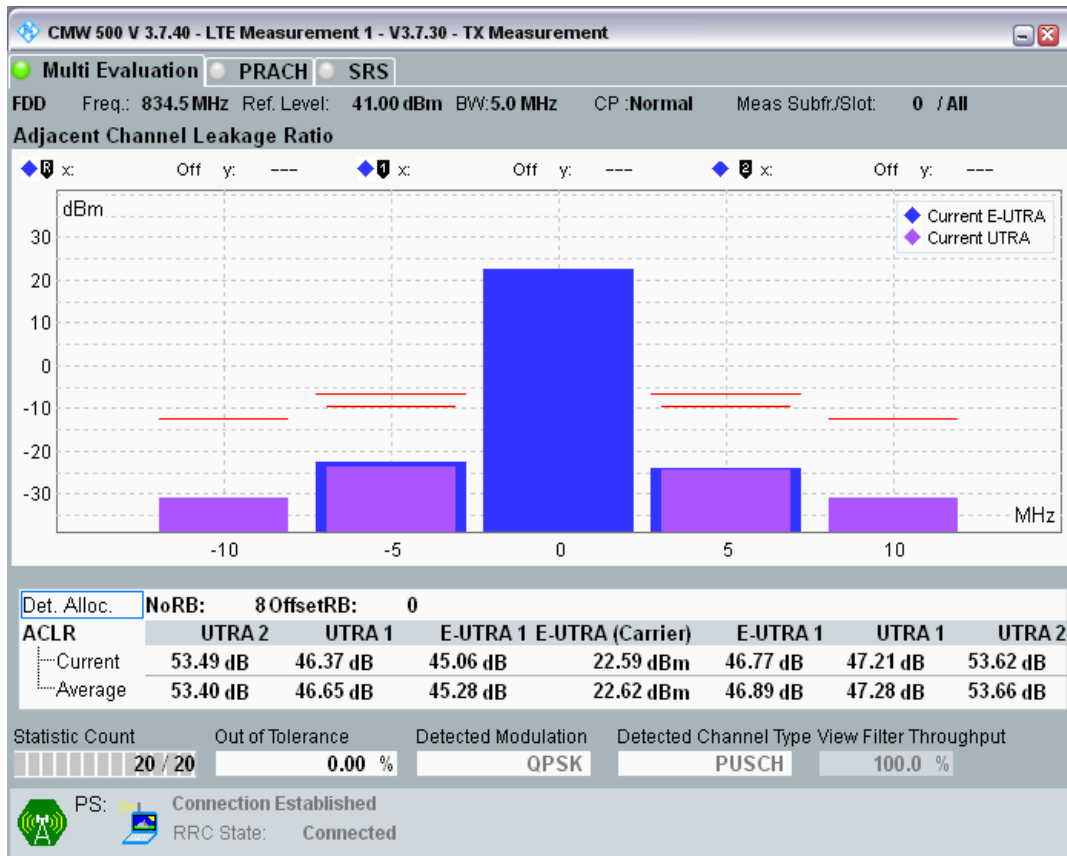 CMW 500 V 3.7.40 - LTE Measurement 1 - V3.7.30 - TX Measurement
Multi Evaluation PRACH SRS
FDD Freq.: 834.5 MHz Ref. Level: 41.00 dBm BW:5.0 MHz CP :Normal Meas Subfr./Slot: 0 / All
Adjacent Channel Leakage Ratio
R x: Off y: --- 1 x: Off y: --- 2 x: Off y: ---
dBm
Current E-UTRA
Current UTRA
30
20
10
0
-10
-20
-30
MHz
-10 -5 0 5 10
Det. Alloc. NoRB: 8 OffsetRB: 0
ACLR UTRA 2 UTRA 1 E-UTRA 1 E-UTRA (Carrier) E-UTRA 1 UTRA 1 UTRA 2
Current 53.49 dB 46.37 dB 45.06 dB 22.59 dBm 46.77 dB 47.21 dB 53.62 dB
Average 53.40 dB 46.65 dB 45.28 dB 22.62 dBm 46.89 dB 47.28 dB 53.66 dB
Statistic Count Out of Tolerance Detected Modulation Detected Channel Type View Filter Throughput
20 / 20 0.00 % QPSK PUSCH 100.0 %
PS: Connection Established
RRC State: Connected